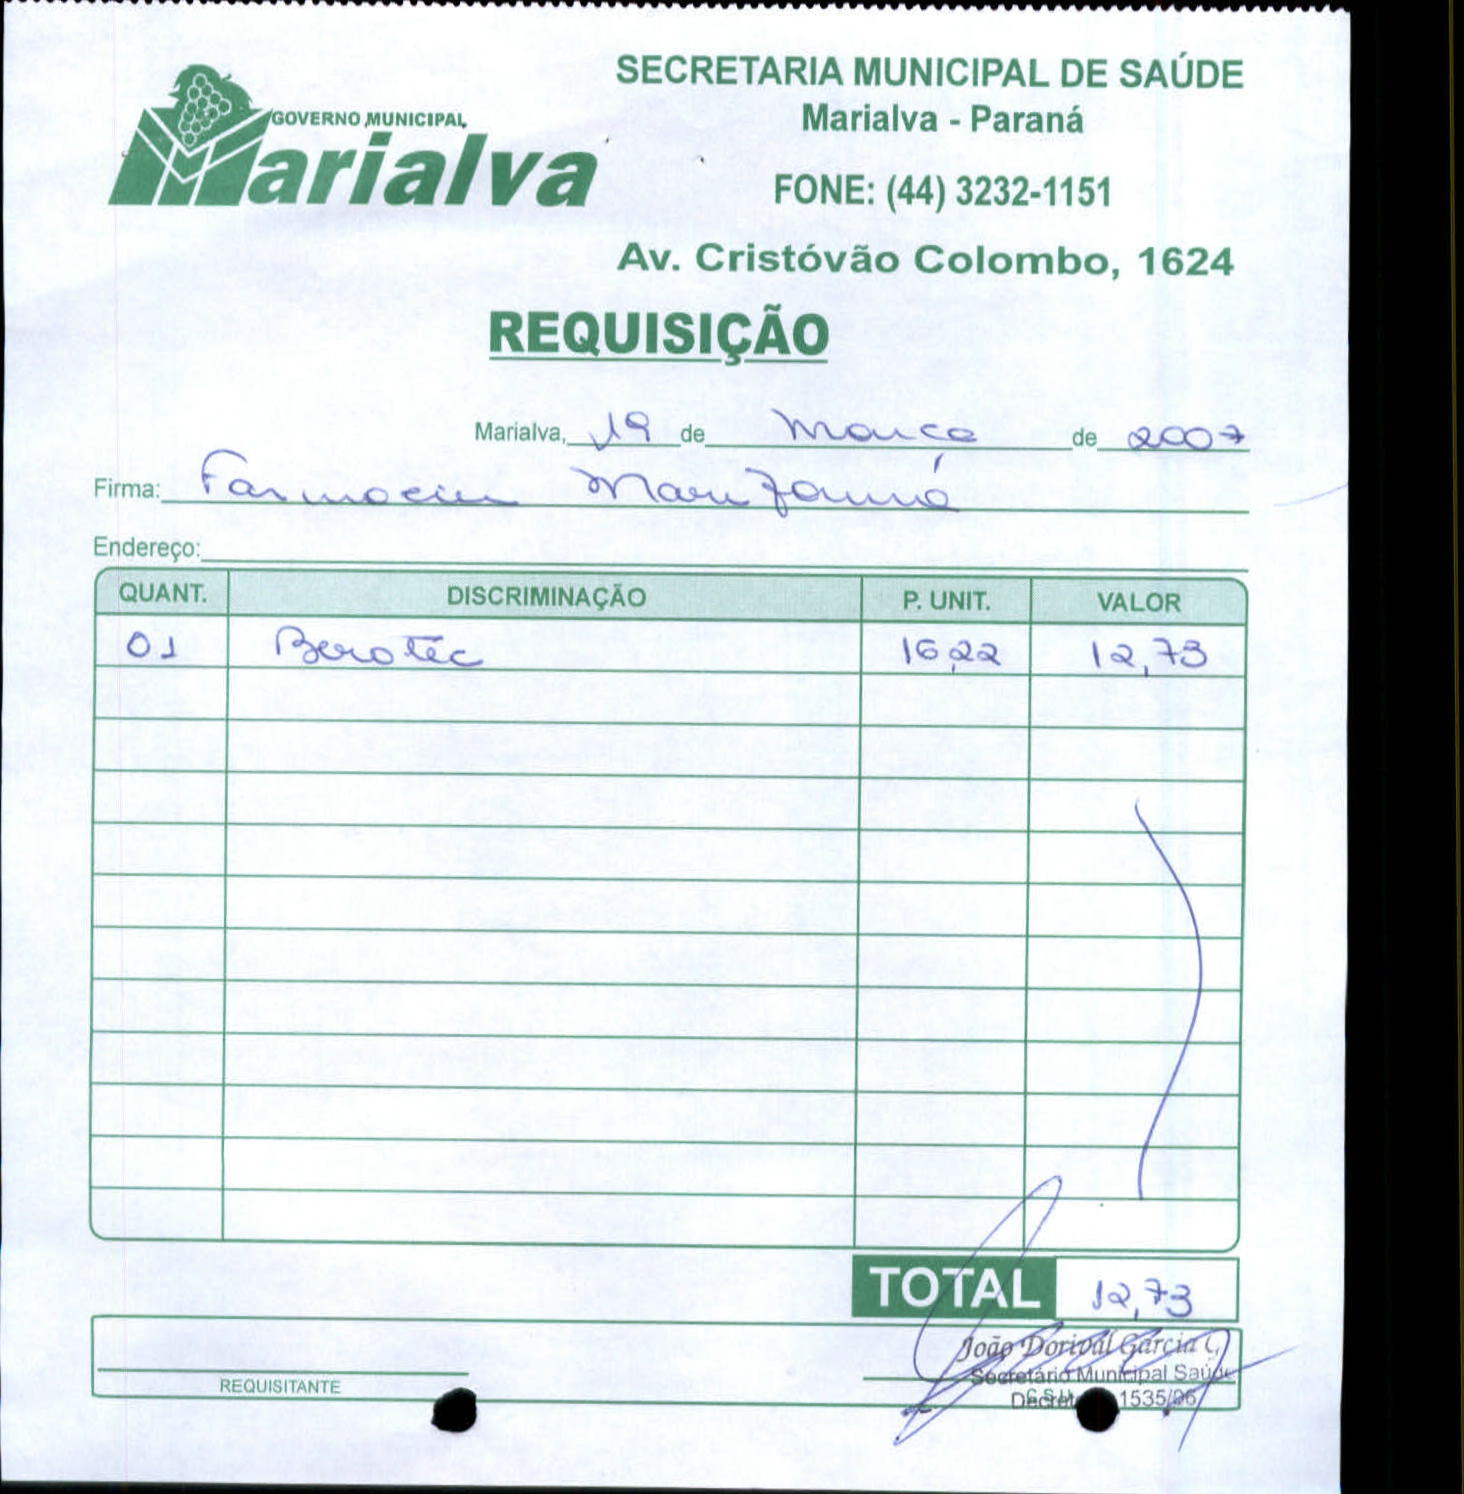 GOVERNO MUNICIPAL
Marialva
SECRETARIA MUNICIPAL DE SAÚDE
Marialva - Paraná
FONE: (44) 3232-1151
Av. Cristóvão Colombo, 1624
REQUISIÇÃO
Marialva, 19 de março de 2007
Firma: Farmacia
Endereço:
QUANT. DISCRIMINAÇÃO P. UNIT. VALOR
01 Berotec 16,22 12,73
TOTAL 12,73
João Dorival Garcia
Secretário Municipal Saúde
1535/06
REQUISITANTE